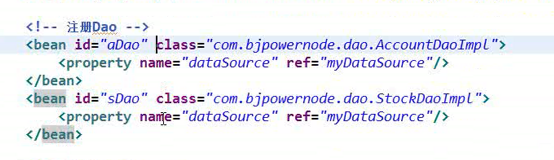 <!-- 注册Dao -->
<bean id="aDao" class="com.bjpowernode.dao.AccountDaoImpl">
<property name="dataSource" ref="myDataSource"/>
</bean>
<bean id="sDao" class="com.bjpowernode.dao.StockDaoImpl">
<property name="dataSource" ref="myDataSource"/>
</bean>